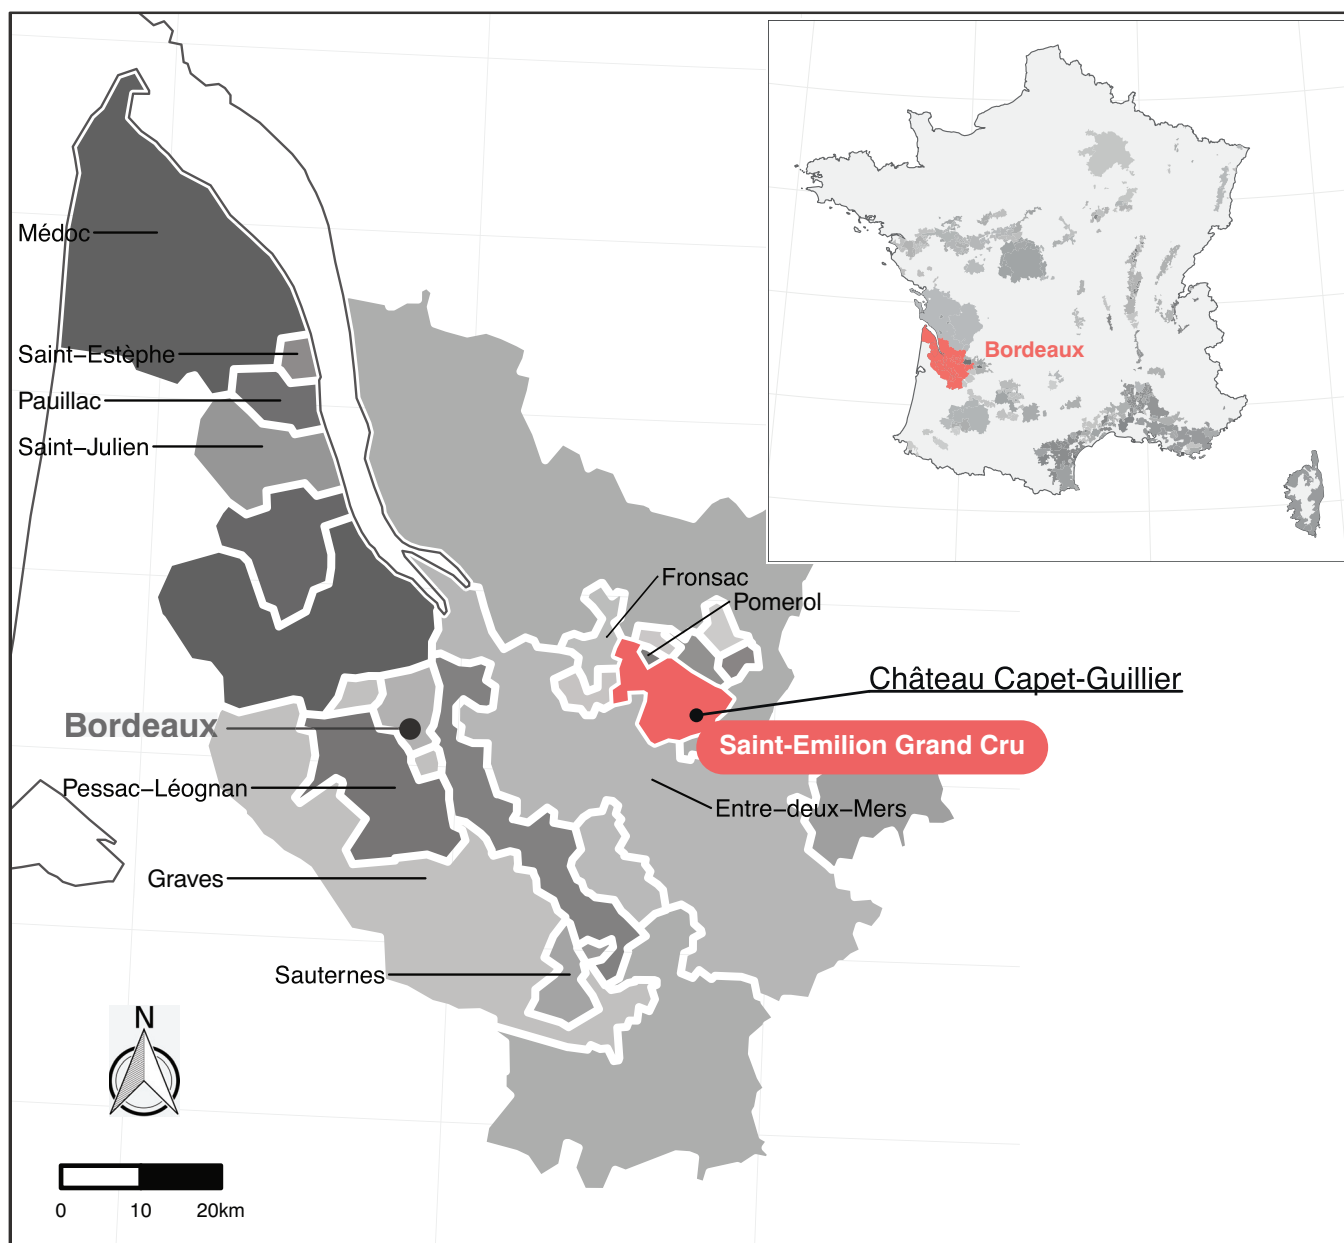 Médoc
Saint−Estèphe
Pauillac
Saint−Julien
Bordeaux
Fronsac
Pomerol
Château Capet-Guillier
Bordeaux
Saint-Emilion Grand Cru
Pessac−Léognan
Entre−deux−Mers
Graves
Sauternes
N
0 10 20km